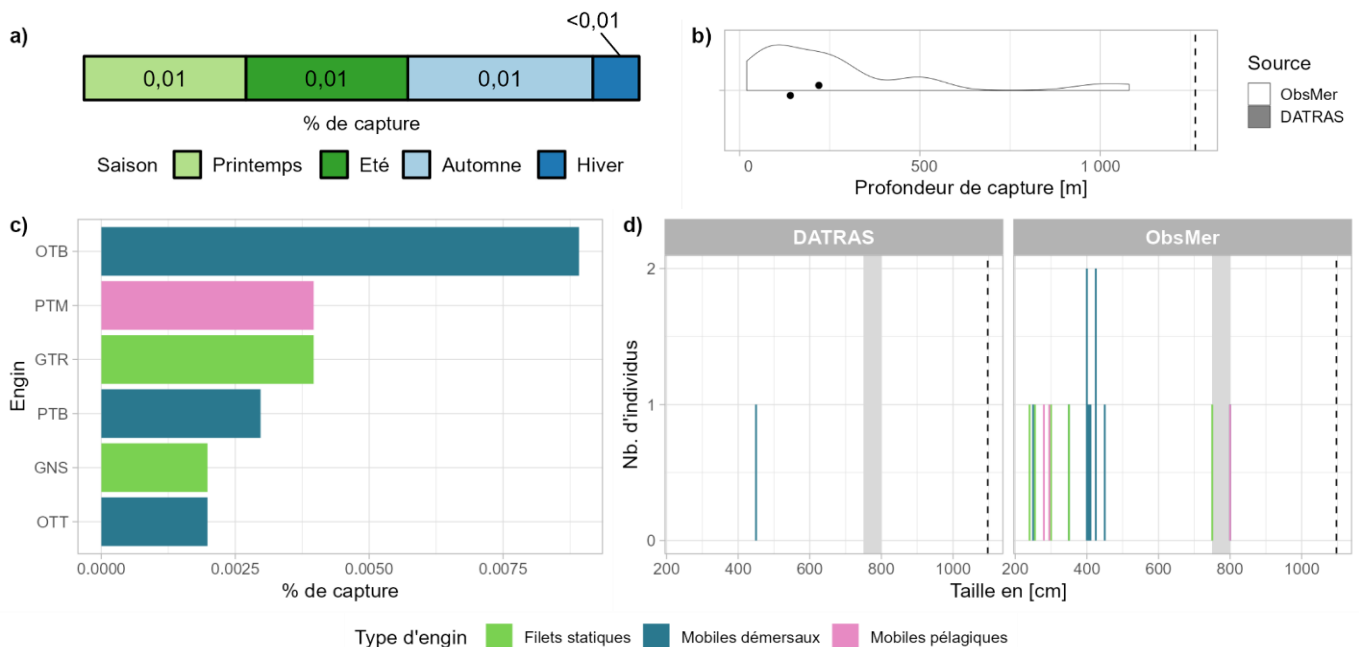 a)
<0,01
0,01 0,01 0,01
% de capture
Saison Printemps Eté Automne Hiver
b)
0 500 1 000
Profondeur de capture [m]
Source
ObsMer
DATRAS
c)
Engin
OTB
PTM
GTR
PTB
GNS
OTT
0.0000 0.0025 0.0050 0.0075
% de capture
d)
DATRAS ObsMer
Nb. d'individus
2
1
0
200 400 600 800 1000 200 400 600 800 1000
Taille en [cm]
Type d'engin Filets statiques Mobiles démersaux Mobiles pélagiques